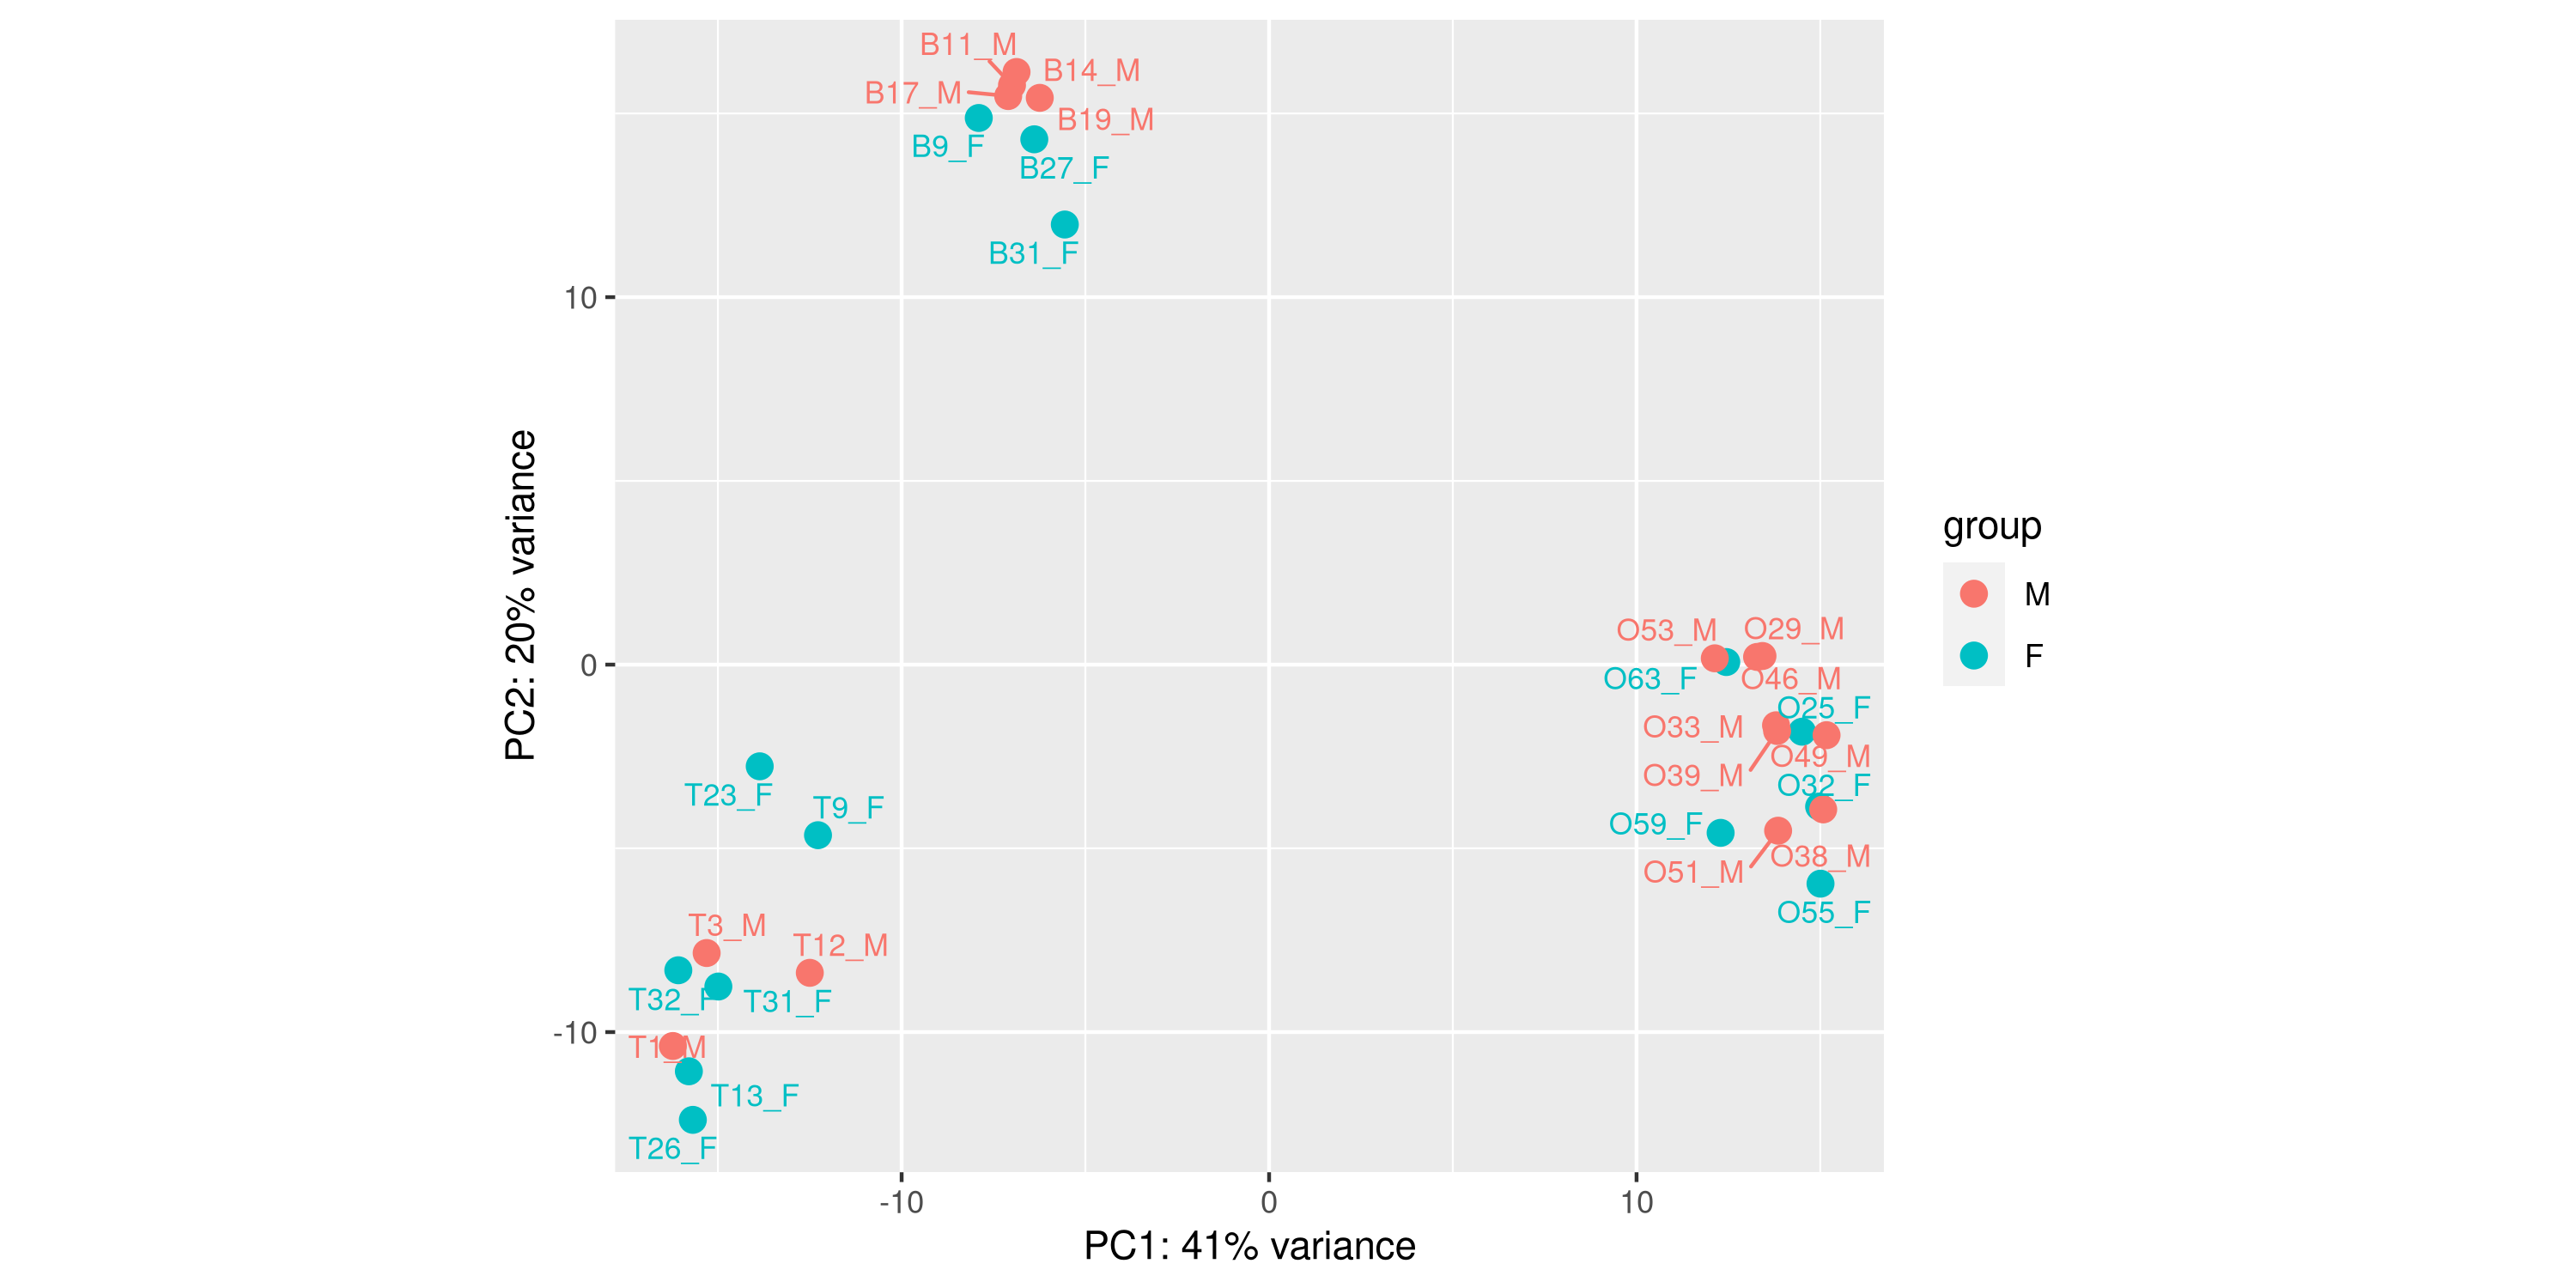 B11_M
B14_M
B17_M
B19_M
B9_F
B27_F
B31_F
10
O53_M
O29_M
0
O63_F
O46_M
O25_F
O33_M
O49_M
O39_M
O32_F
T23_F
T9_F
O59_F
O38_M
O51_M
O55_F
T3_M
T12_M
T32_F
T31_F
-10
T1_M
T13_F
T26_F
-10
0
10
PC1: 41% variance
PC2: 20% variance
group
M
F